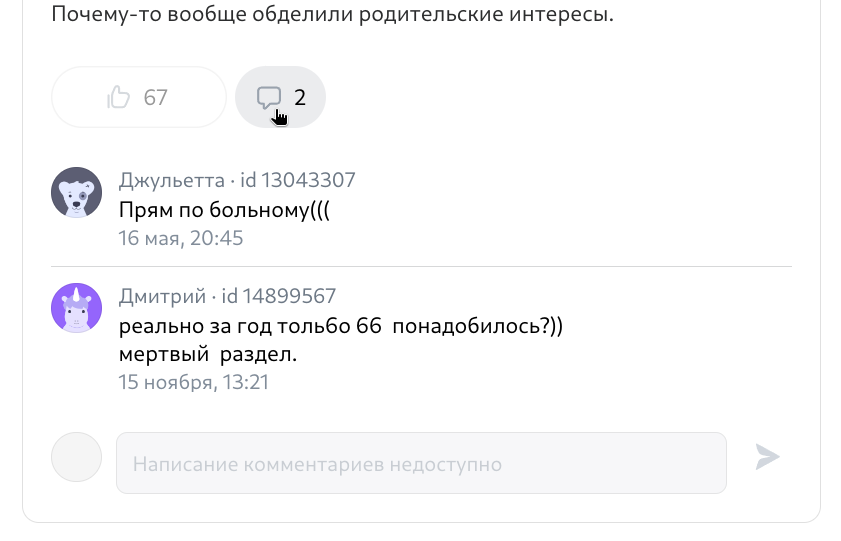 Почему-то вообще обделили родительские интересы.
67
2
Джульетта · id 13043307
Прям по больному(((
16 мая, 20:45
Дмитрий · id 14899567
реально за год толь6о 66  понадобилось?))
мертвый  раздел.
15 ноября, 13:21
Написание комментариев недоступно